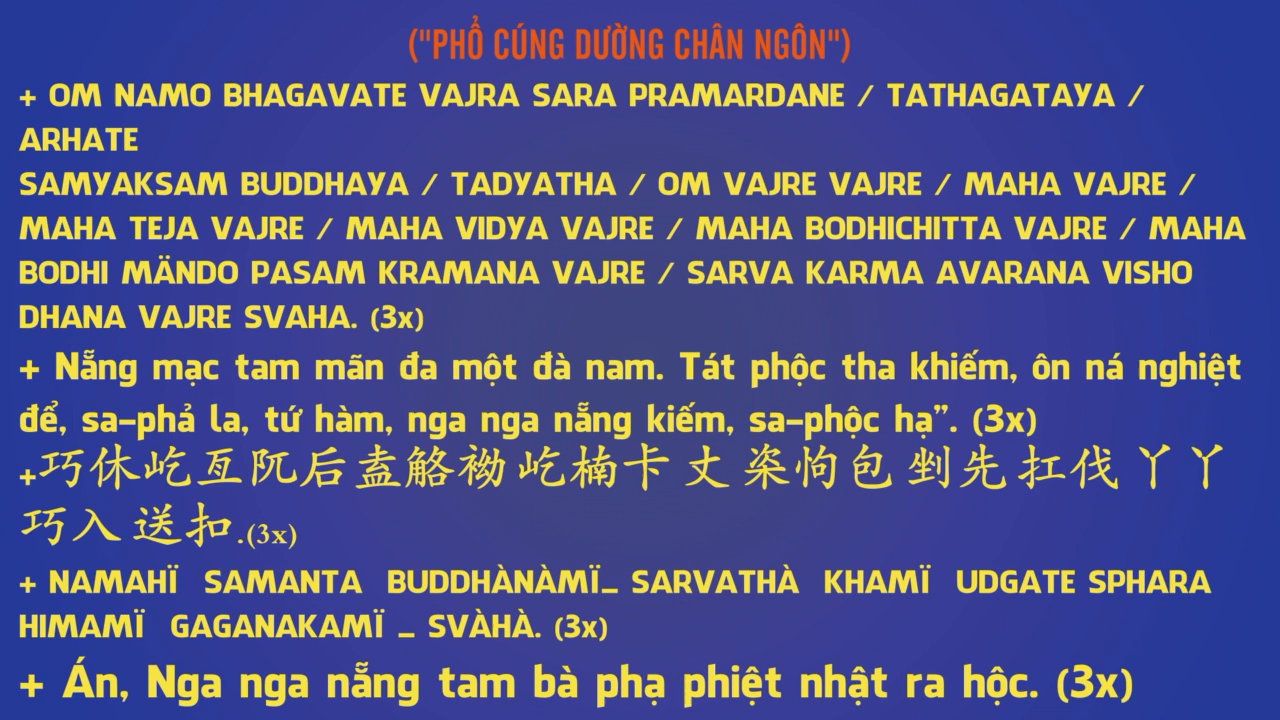 ("PHỔ CÚNG DƯỜNG CHÂN NGÔN")
+ OM NAMO BHAGAVATE VAJRA SARA PRAMARDANE / TATHAGATAYA /
ARHATE
SAMYAKSAM BUDDHAYA / TADYATHA / OM VAJRE VAJRE / MAHA VAJRE /
MAHA TEJA VAJRE / MAHA VIDYA VAJRE / MAHA BODHICHITTA VAJRE / MAHA
BODHI MÄNDO PASAM KRAMANA VAJRE / SARVA KARMA AVARANA VISHO
DHANA VAJRE SVAHA. (3x)
+ Nẵng mạc tam mãn đa một đà nam. Tát phộc tha khiếm, ôn ná nghiệt
để, sa-phả la, tứ hàm, nga nga nẵng kiếm, sa-phộc hạ”. (3x)
+巧休屹亙阢后盍觡袎屹楠卡丈桼怐包剉先扛伐丫丫
巧入送扣.(3x)
+ NAMAHÏ SAMANTA BUDDHÀNÀMÏ_ SARVATHÀ KHAMÏ UDGATE SPHARA
HIMAMÏ GAGANAKAMÏ _ SVÀHÀ. (3x)
+ Án, Nga nga nẵng tam bà phạ phiệt nhật ra hộc. (3x)